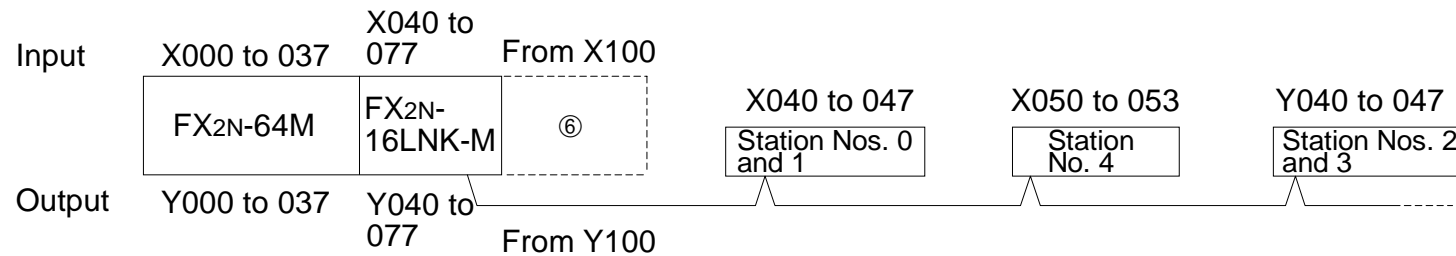 Input
X000 to 037
X040 to
077
From X100
FX2N-64M
FX2N-
16LNK-M
⑥
X040 to 047
Station Nos. 0
and 1
X050 to 053
Station
No. 4
Y040 to 047
Station Nos. 2
and 3
Output
Y000 to 037
Y040 to
077
From Y100